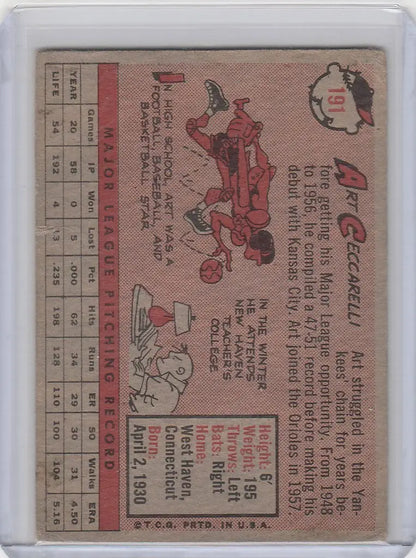 191
ART CECCARELLI
Art struggled in the Yan-
kees' chain for years be-
fore getting his Major League opportunity. From 1948
to 1956, he compiled a 47-51 record before making his
debut with Kansas City. Art joined the Orioles in 1957.
IN HIGH SCHOOL ART WAS A
FOOTBALL, BASEBALL, AND
BASKETBALL STAR.
IN THE WINTER
HE ATTENDS
NEW HAVEN
TEACHER'S
COLLEGE
Height: 6'
Weight: 195
Throws: Left
Bats: Right
Home:
West Haven,
Connecticut
Born:
April 2, 1930
MAJOR LEAGUE PITCHING RECORD
Games IP Won Lost Pct Hits Runs ER SO Walks ERA
YEAR 20 58 0 5 .000 62 34 29 30 31 4.50
LIFE 54 192 4 13 .235 198 128 110 100 104 5.16
©T.C.G. PRTD. IN U.S.A.